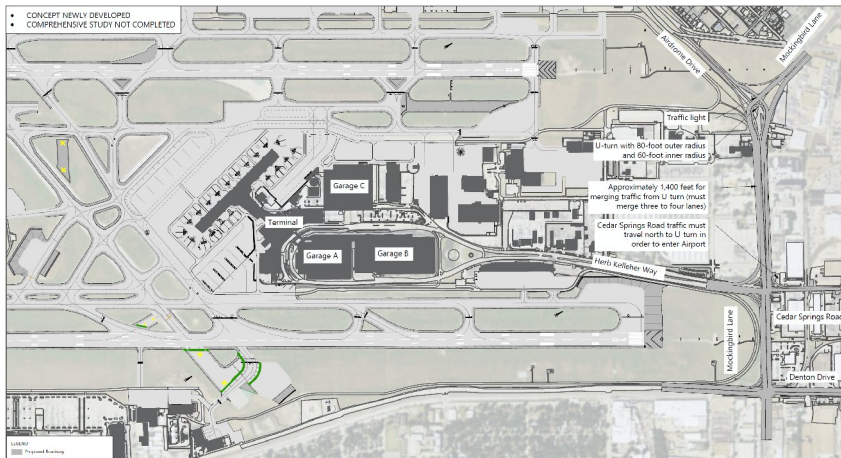 • CONCEPT NEWLY DEVELOPED
• COMPREHENSIVE STUDY NOT COMPLETED
Mockingbird Lane
Airdrome Drive
Traffic light
U-turn with 80-foot outer radius
and 60-foot inner radius
Approximately 1,400 feet for
merging traffic from U turn (must
merge three to four lanes)
Cedar Springs Road traffic must
travel north to U turn in
order to enter Airport
Garage C
Terminal
Garage A
Garage B
Herb Kelleher Way
Mockingbird Lane
Cedar Springs Road
Denton Drive
LEGEND
Proposed Roadway